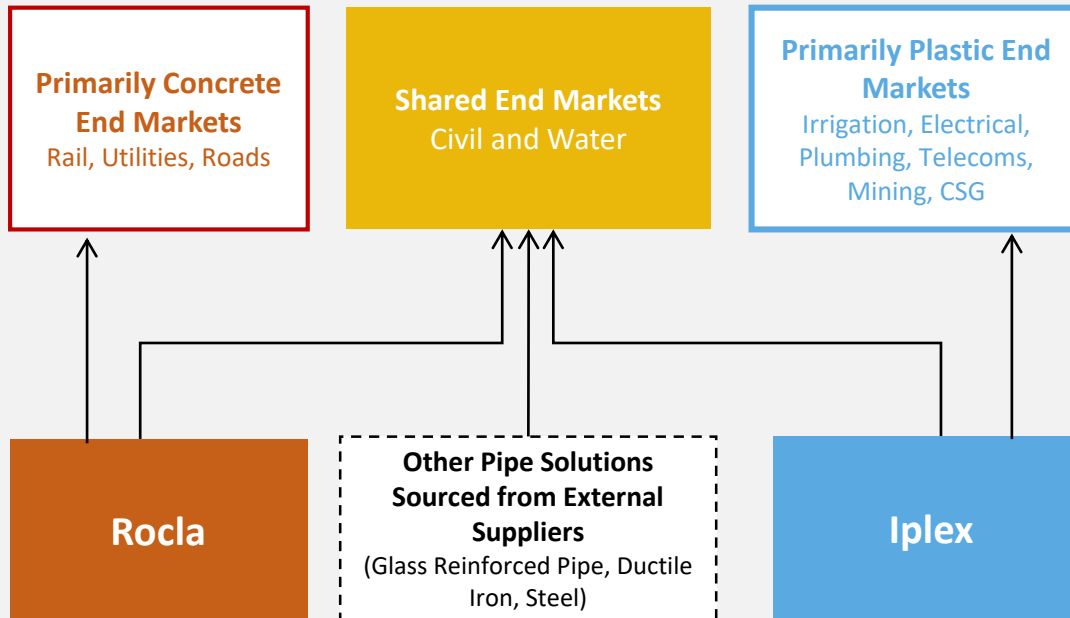 Primarily Concrete
End Markets
Rail, Utilities, Roads
Shared End Markets
Civil and Water
Primarily Plastic End
Markets
Irrigation, Electrical,
Plumbing, Telecoms,
Mining, CSG
Rocla
Other Pipe Solutions
Sourced from External
Suppliers
(Glass Reinforced Pipe, Ductile
Iron, Steel)
Iplex